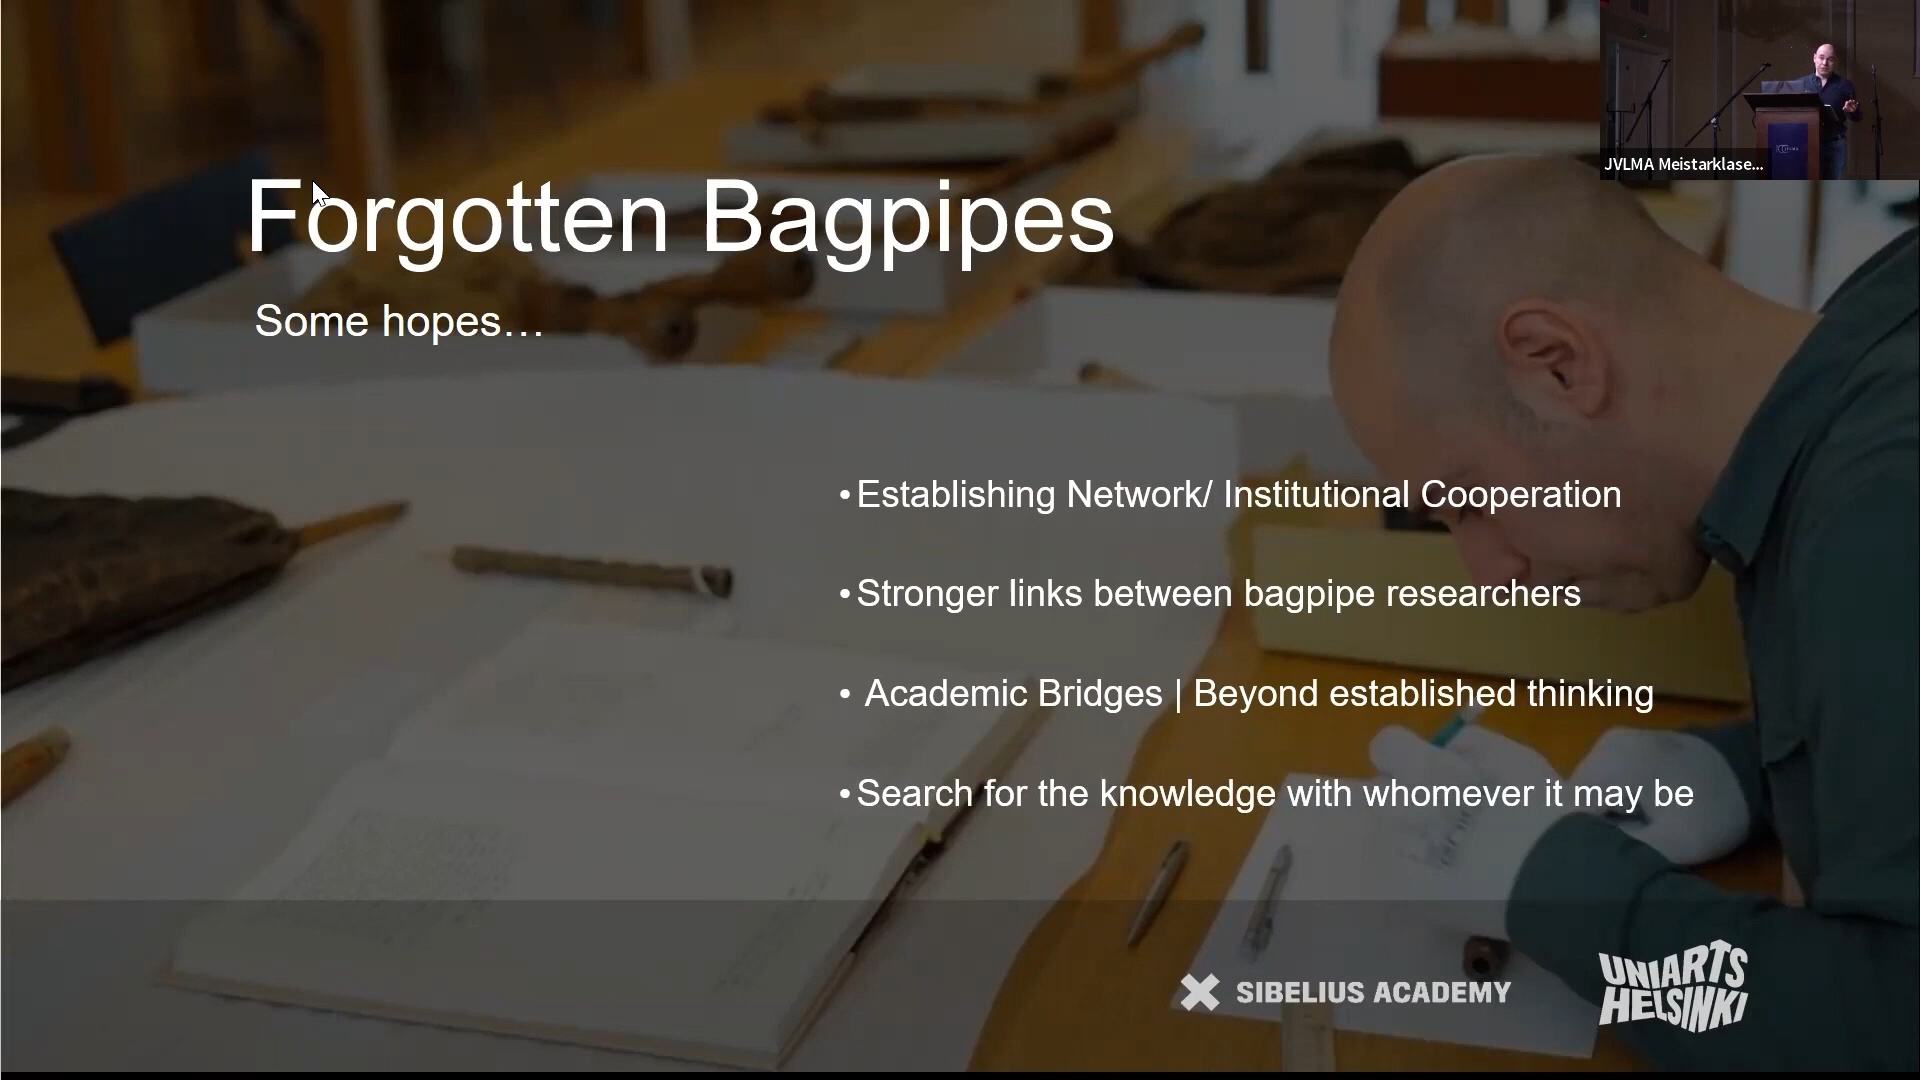 JVLMA Meistarklase...
Forgotten Bagpipes
Some hopes...
• Establishing Network/ Institutional Cooperation
• Stronger links between bagpipe researchers
• Academic Bridges | Beyond established thinking
• Search for the knowledge with whomever it may be
SIBELIUS ACADEMY
UNIARTS
HELSINKI